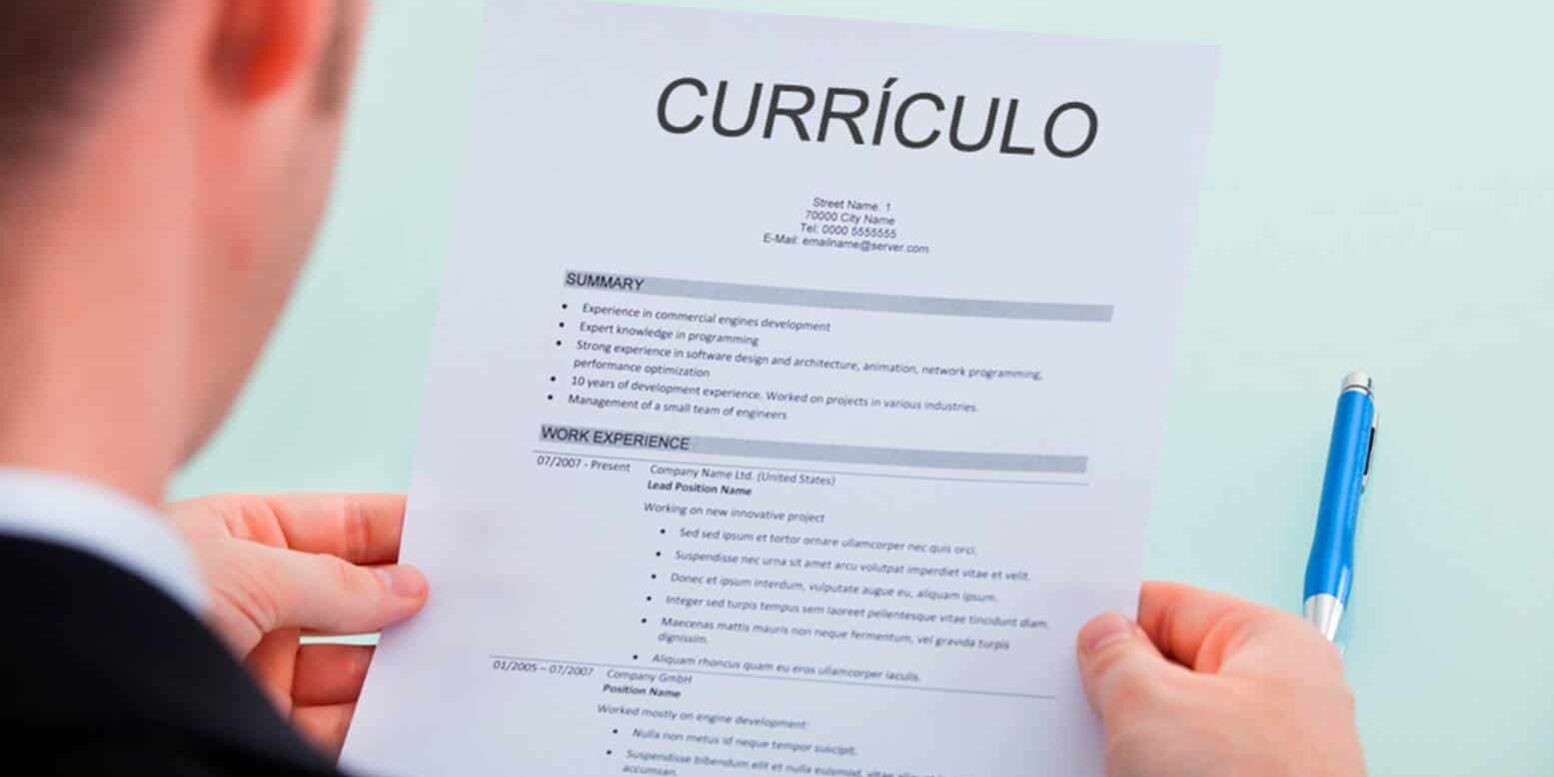 CURRÍCULO
Street Name. 1
70000 City Name
Tel: 0000 5555555
E-Mail: emailname@server.com
SUMMARY
• Experience in commercial engines development
• Expert knowledge in programming
• Strong experience in software design and architecture, animation, network programming,
performance optimization
• 10 years of development experience. Worked on projects in various industries.
• Management of a small team of engineers
WORK EXPERIENCE
07/2007 - Present Company Name Ltd. (United States)
Lead Position Name
Working on new innovative project
• Sed sed ipsum et tortor ornare ullamcorper nec quis orci.
• Suspendisse nec urna sit amet arcu volutpat imperdiet vitae et velit.
• Donec et ipsum interdum, vulputate augue eu, aliquam ipsum.
• Integer sed turpis tempus sem laoreet pellentesque vitae tincidunt diam.
• Maecenas mattis mauris non neque fermentum, vel gravida turpis
dignissim.
• Aliquam rhoncus quam eu eros ullamcorper iaculis.
01/2005 – 07/2007 Company GmbH
Position Name
Worked mostly on engine development:
• Nulla non metus id neque tempor suscipit.
• Suspendisse bibendum elit et nulla euismod, vitae
accumsan.